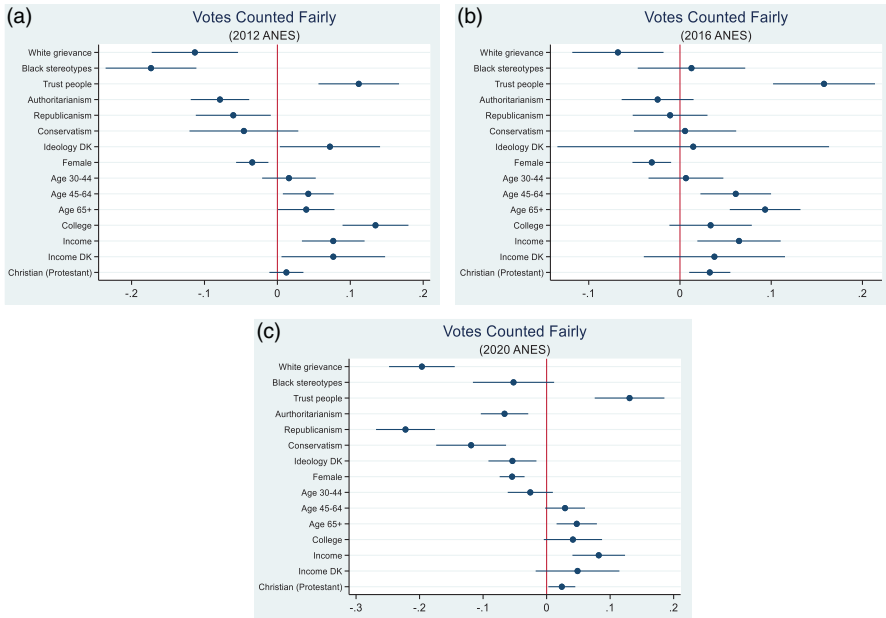 (a)
Votes Counted Fairly
(2012 ANES)
White grievance
Black stereotypes
Trust people
Authoritarianism
Republicanism
Conservatism
Ideology DK
Female
Age 30-44
Age 45-64
Age 65+
College
Income
Income DK
Christian (Protestant)
-.2 -.1 0 .1 .2
(b)
Votes Counted Fairly
(2016 ANES)
White grievance
Black stereotypes
Trust people
Authoritarianism
Republicanism
Conservatism
Ideology DK
Female
Age 30-44
Age 45-64
Age 65+
College
Income
Income DK
Christian (Protestant)
-.1 0 .1 .2
(c)
Votes Counted Fairly
(2020 ANES)
White grievance
Black stereotypes
Trust people
Aurthoritarianism
Republicanism
Conservatism
Ideology DK
Female
Age 30-44
Age 45-64
Age 65+
College
Income
Income DK
Christian (Protestant)
-.3 -.2 -.1 0 .1 .2